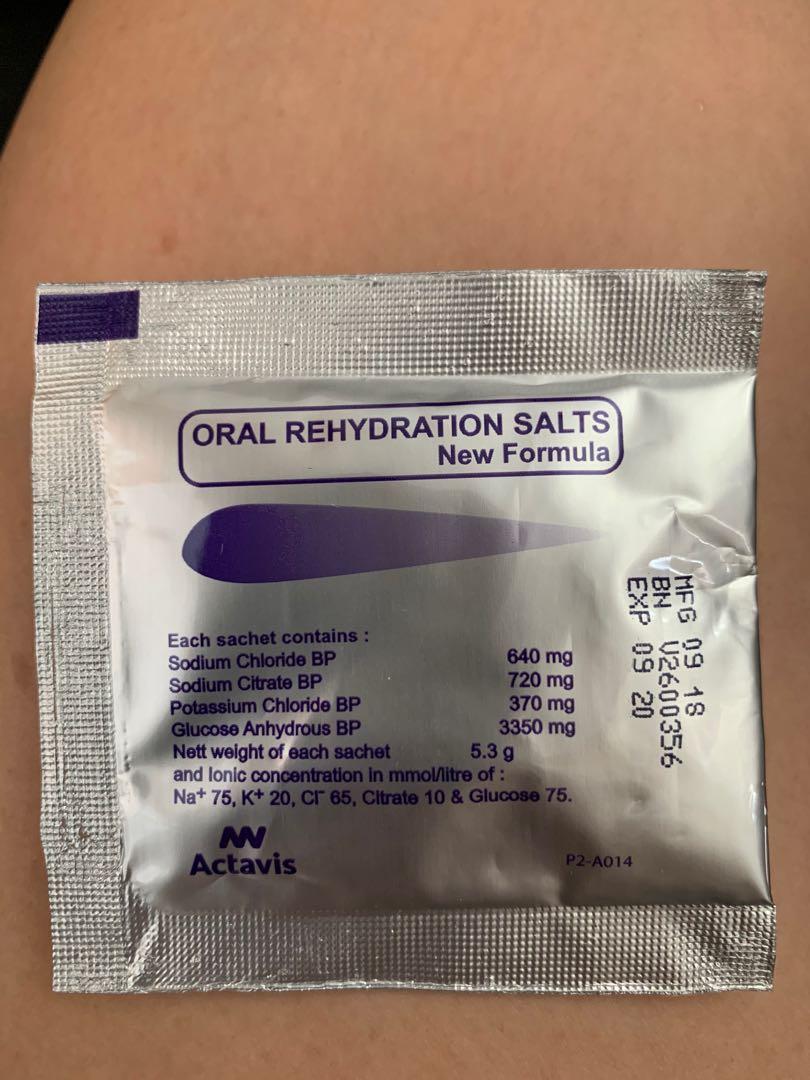 ORAL REHYDRATION SALTS
New Formula
Each sachet contains :
Sodium Chloride BP 640 mg
Sodium Citrate BP 720 mg
Potassium Chloride BP 370 mg
Glucose Anhydrous BP 3350 mg
Nett weight of each sachet 5.3 g
and Ionic concentration in mmol/litre of :
Na+ 75, K+ 20, Cl- 65, Citrate 10 & Glucose 75.
Actavis
P2-A014
MFG 09 18
BN V2600356
EXP 09 20